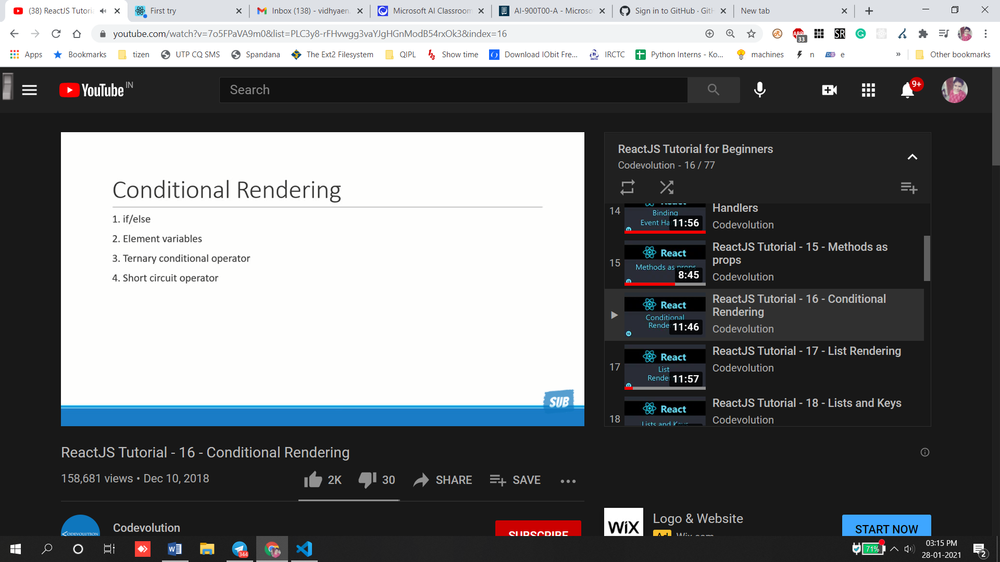 (38) ReactJS Tutoria
First try
Inbox (138) - vidhyaen
Microsoft AI Classroom
AI-900T00-A - Microso
Sign in to GitHub · GitH
New tab
youtube.com/watch?v=7o5FPaVA9m0&list=PLC3y8-rFHvwgg3vaYJgHGnModB54rxOk3&index=16
ABP
33
SR
Apps
Bookmarks
tizen
UTP CQ SMS
Spandana
The Ext2 Filesystem
QIPL
Show time
Download IObit Fre...
IRCTC
Python Interns - Ko...
machines
n
DB
e
»
Other bookmarks
YouTube IN
Search
9+
Conditional Rendering
1. if/else
2. Element variables
3. Ternary conditional operator
4. Short circuit operator
SUB
ReactJS Tutorial for Beginners
Codevolution - 16 / 77
14
Binding
Event Ha
11:56
Handlers
Codevolution
15
React
Methods as props
8:45
ReactJS Tutorial - 15 - Methods as
props
Codevolution
React
Conditional
Rende
11:46
ReactJS Tutorial - 16 - Conditional
Rendering
Codevolution
17
React
List
Rende
11:57
ReactJS Tutorial - 17 - List Rendering
Codevolution
18
React
Lists and Keys
ReactJS Tutorial - 18 - Lists and Keys
Codevolution
ReactJS Tutorial - 16 - Conditional Rendering
158,681 views • Dec 10, 2018
2K
30
SHARE
SAVE
CODEVOLUTION
Codevolution
SUBSCRIBE
WiX
Logo & Website
Ad
Wix.com
START NOW
344
71%
03:15 PM
28-01-2021
2